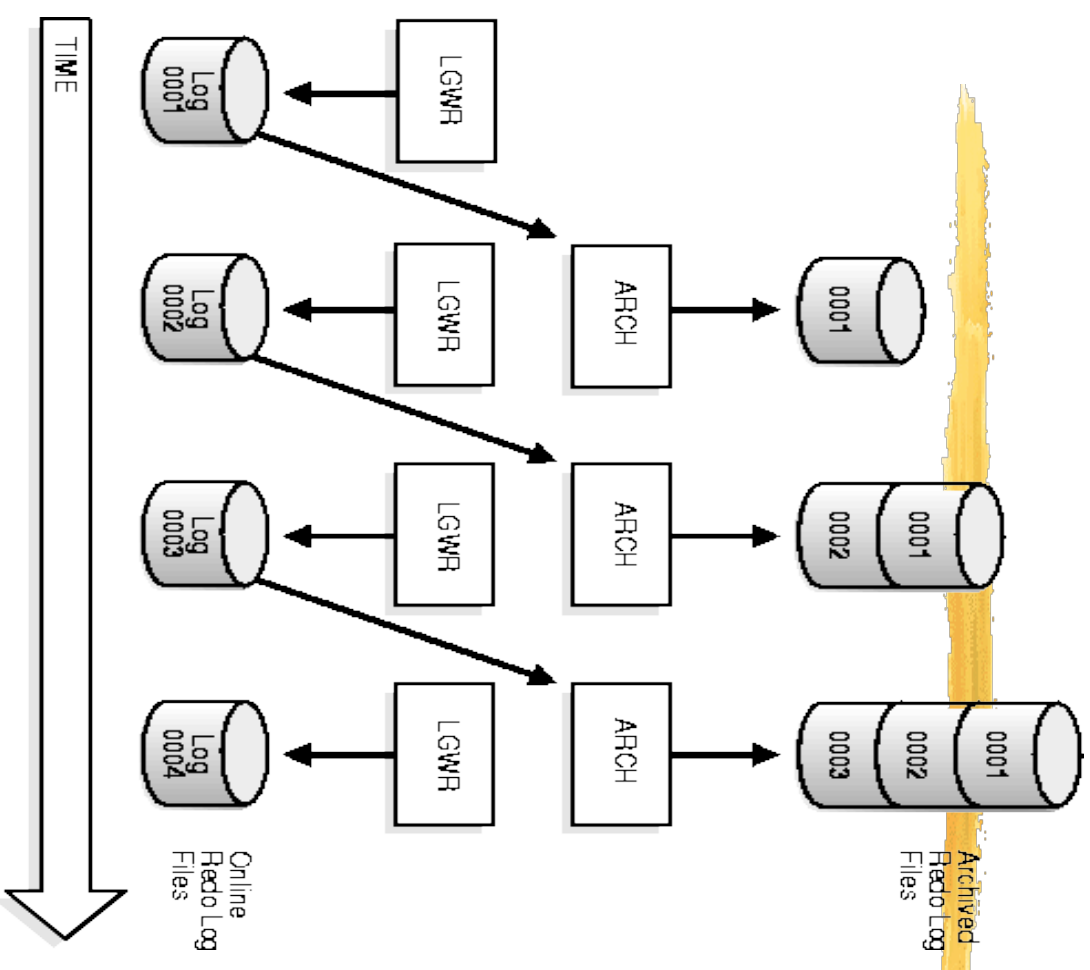 0001
0001
0002
0001
0002
0003
Archived
Redo Log
Files
ARCH
ARCH
ARCH
LGWR
LGWR
LGWR
LGWR
Log
0001
Log
0002
Log
0003
Log
0004
Online
Redo Log
Files
TIME